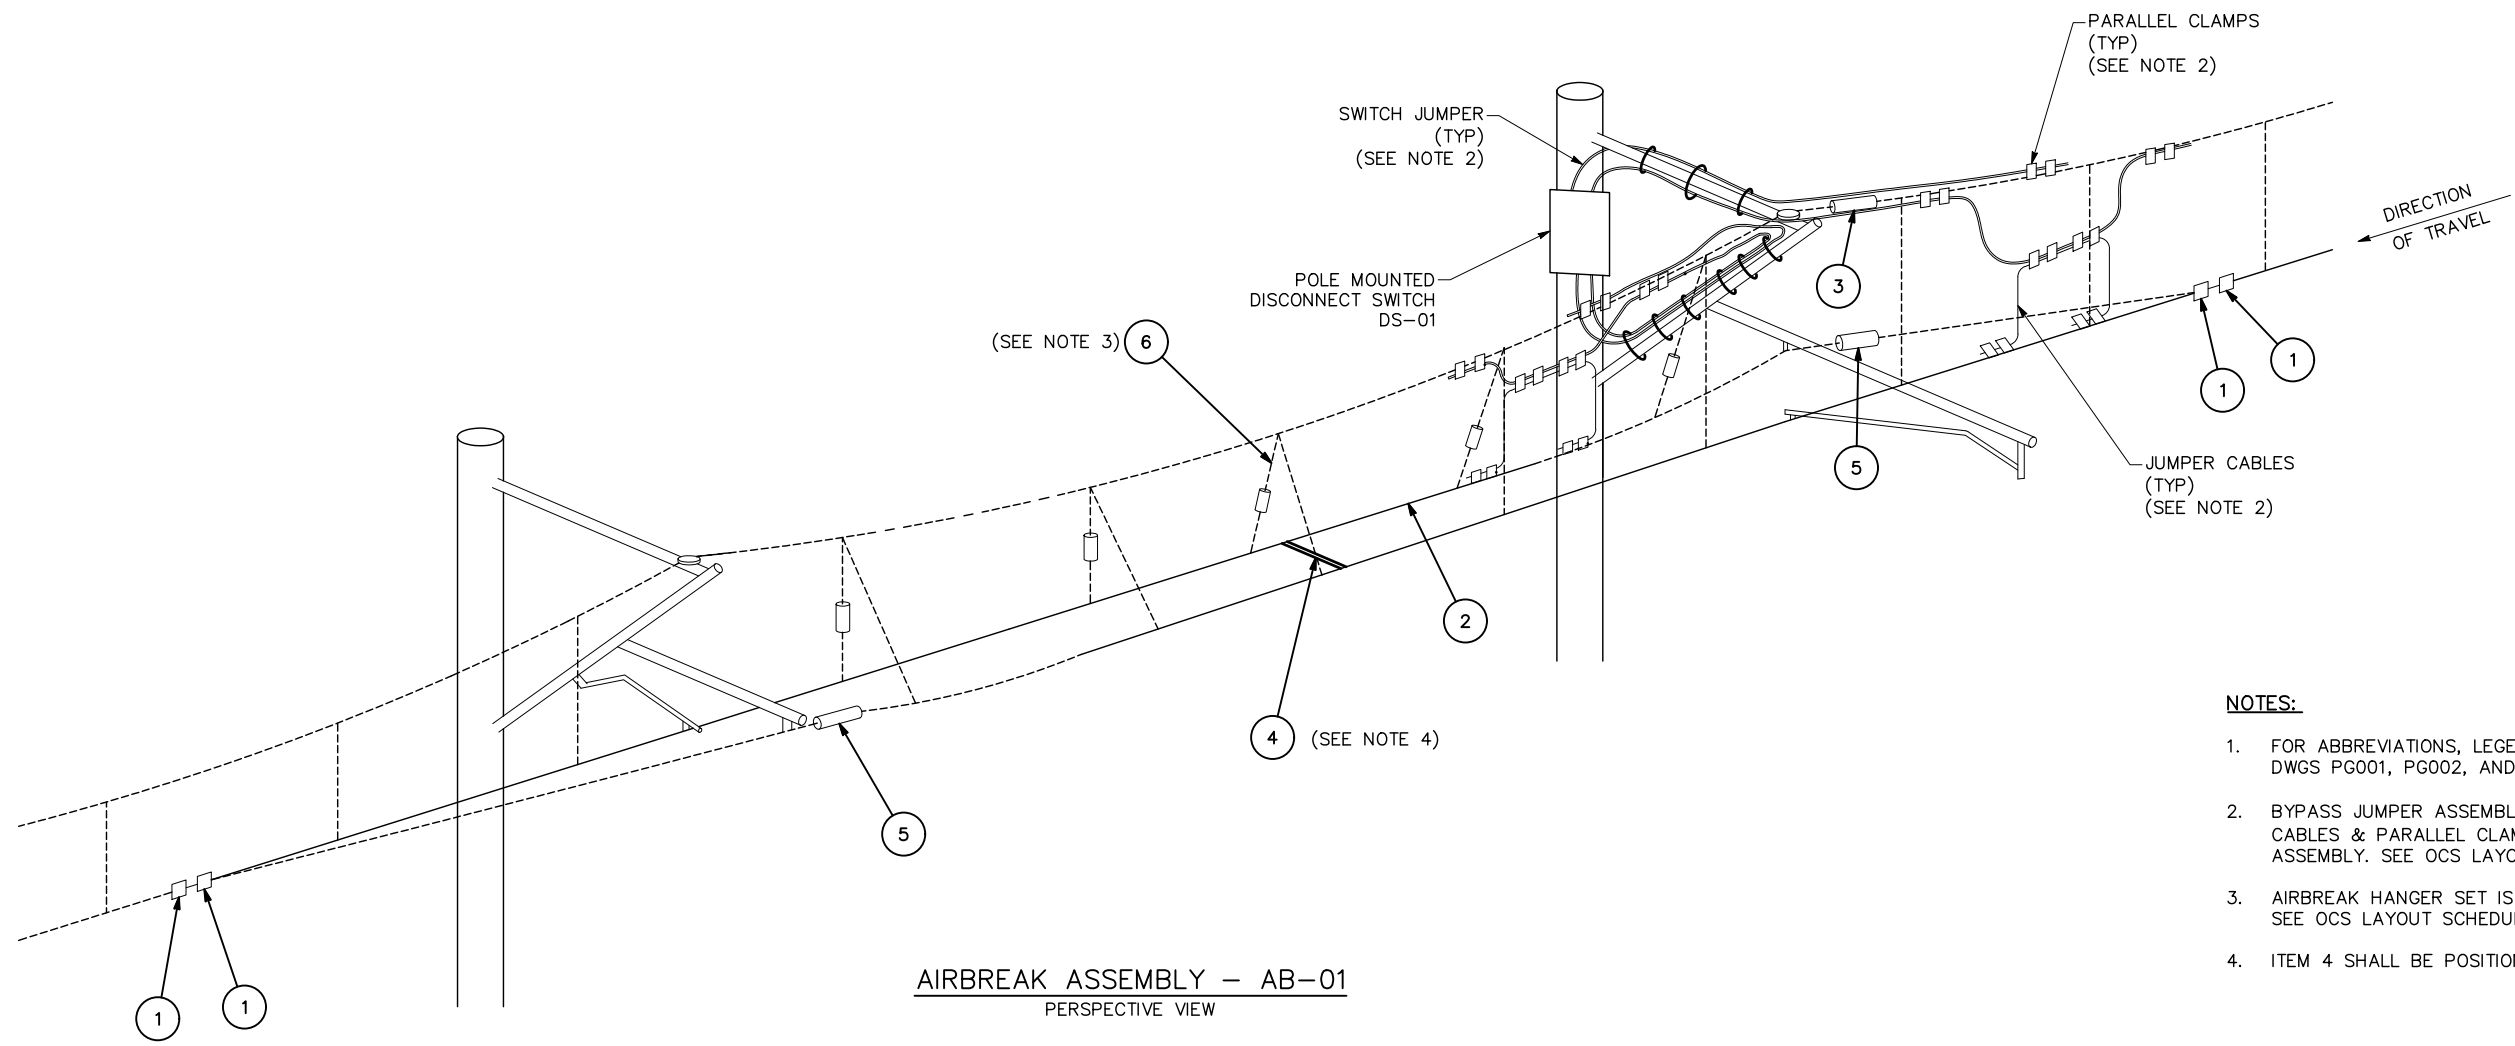 PARALLEL CLAMPS
(TYP)
(SEE NOTE 2)
SWITCH JUMPER
(TYP)
(SEE NOTE 2)
DIRECTION
OF TRAVEL
POLE MOUNTED
DISCONNECT SWITCH
DS-01
3
(SEE NOTE 3) 6
1
1
5
JUMPER CABLES
(TYP)
(SEE NOTE 2)
2
4 (SEE NOTE 4)
5
1
1
AIRBREAK ASSEMBLY - AB-01
PERSPECTIVE VIEW
NOTES:
1. FOR ABBREVIATIONS, LEGE
DWGS PG001, PG002, AND
2. BYPASS JUMPER ASSEMBL
CABLES & PARALLEL CLAM
ASSEMBLY. SEE OCS LAYO
3. AIRBREAK HANGER SET IS
SEE OCS LAYOUT SCHEDU
4. ITEM 4 SHALL BE POSITION